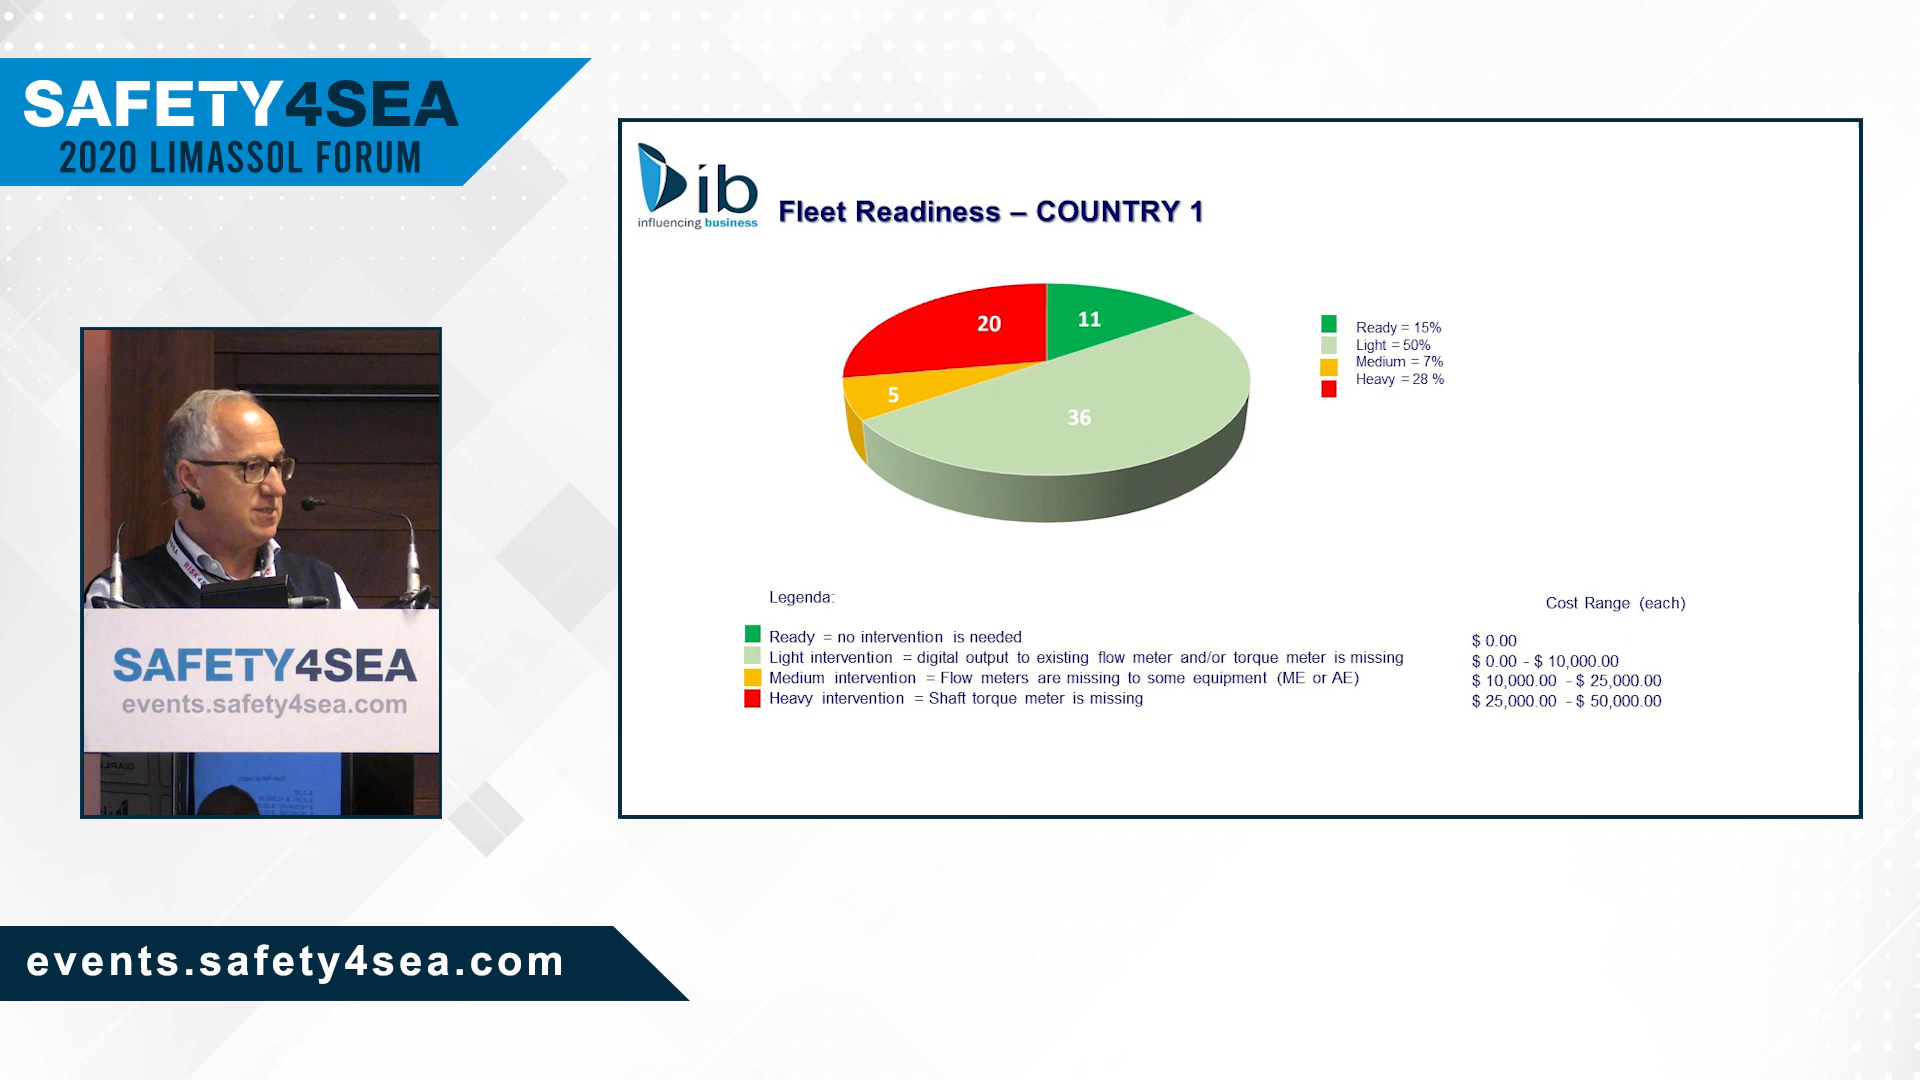 SAFETY4SEA
2020 LIMASSOL FORUM
ib
influencing business
Fleet Readiness – COUNTRY 1
20
11
5
36
Ready = 15%
Light = 50%
Medium = 7%
Heavy = 28 %
Legenda:
Cost Range (each)
Ready = no intervention is needed
$ 0.00
Light intervention = digital output to existing flow meter and/or torque meter is missing
$ 0.00 - $ 10,000.00
Medium intervention = Flow meters are missing to some equipment (ME or AE)
$ 10,000.00 - $ 25,000.00
Heavy intervention = Shaft torque meter is missing
$ 25,000.00 - $ 50,000.00
SAFETY4SEA
events.safety4sea.com
events.safety4sea.com